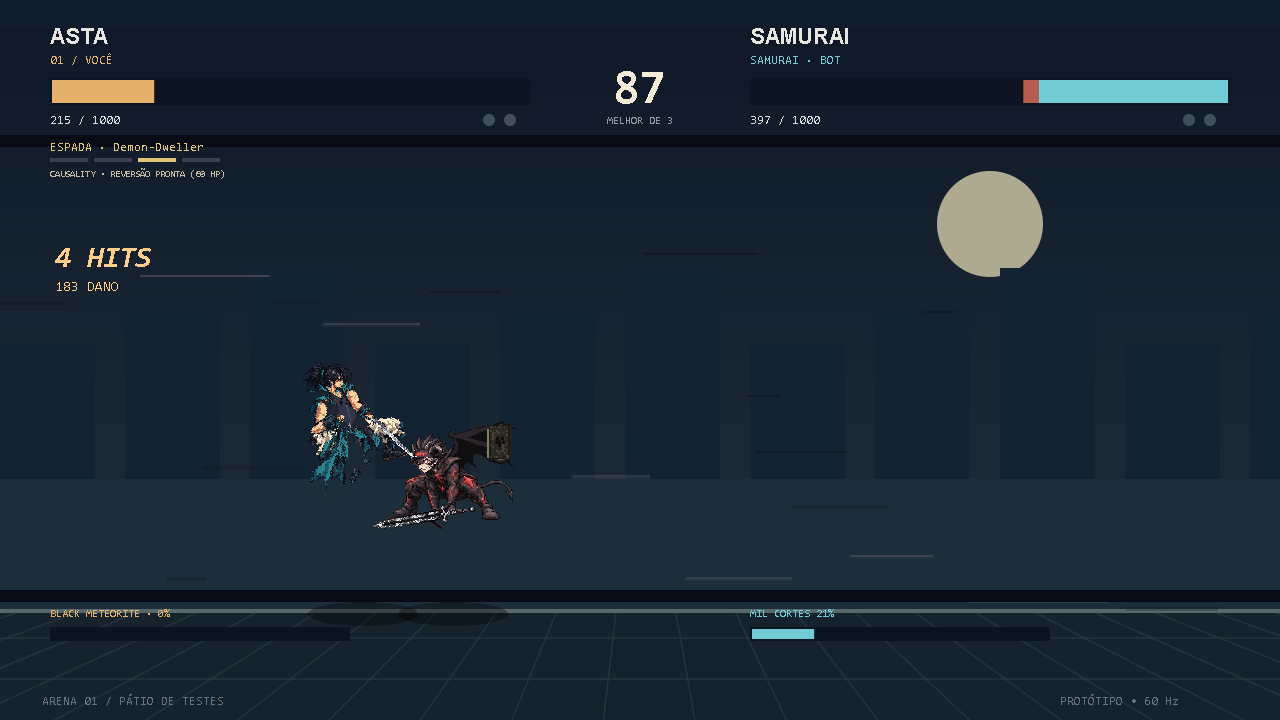 ASTA
01 / VOCÊ
215 / 1000
87
MELHOR DE 3
SAMURAI
SAMURAI · BOT
397 / 1000
ESPADA · Demon-Dweller
CAUSALITY · REVERSÃO PRONTA (60 HP)
4 HITS
183 DANO
BLACK METEORITE · 0%
MIL CORTES 21%
ARENA 01 / PÁTIO DE TESTES
PROTÓTIPO • 60 Hz